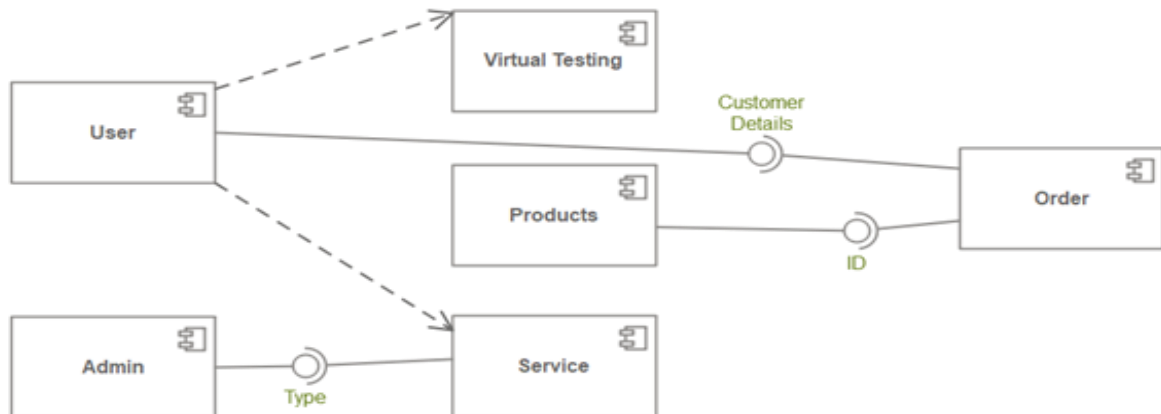 Virtual Testing
User
Customer
Details
Products
Order
ID
Admin
Type
Service